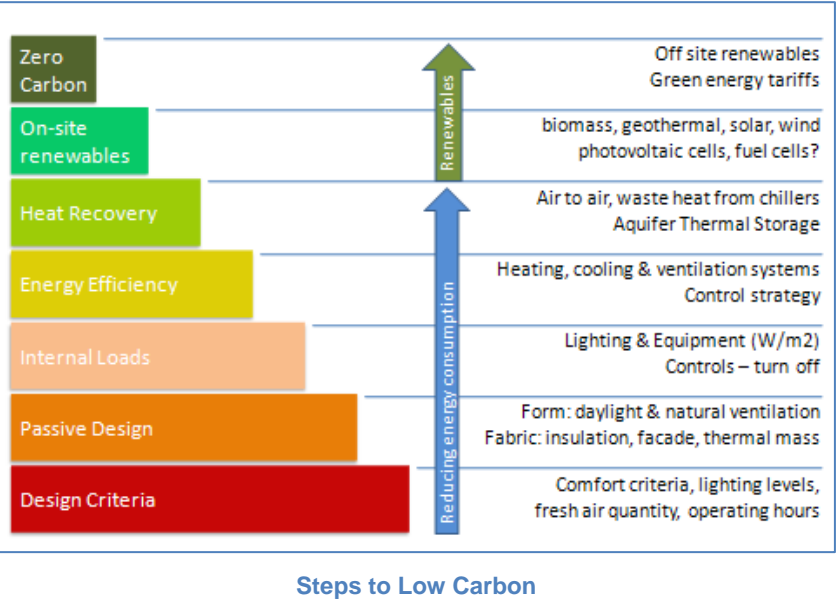 Zero
Carbon
Off site renewables
Green energy tariffs
On-site
renewables
biomass, geothermal, solar, wind
photovoltaic cells, fuel cells?
Renewables
Heat Recovery
Air to air, waste heat from chillers
Aquifer Thermal Storage
Energy Efficiency
Heating, cooling & ventilation systems
Control strategy
Internal Loads
Lighting & Equipment (W/m2)
Controls – turn off
Passive Design
Form: daylight & natural ventilation
Fabric: insulation, facade, thermal mass
Design Criteria
Comfort criteria, lighting levels,
fresh air quantity, operating hours
Reducing energy consumption
Steps to Low Carbon